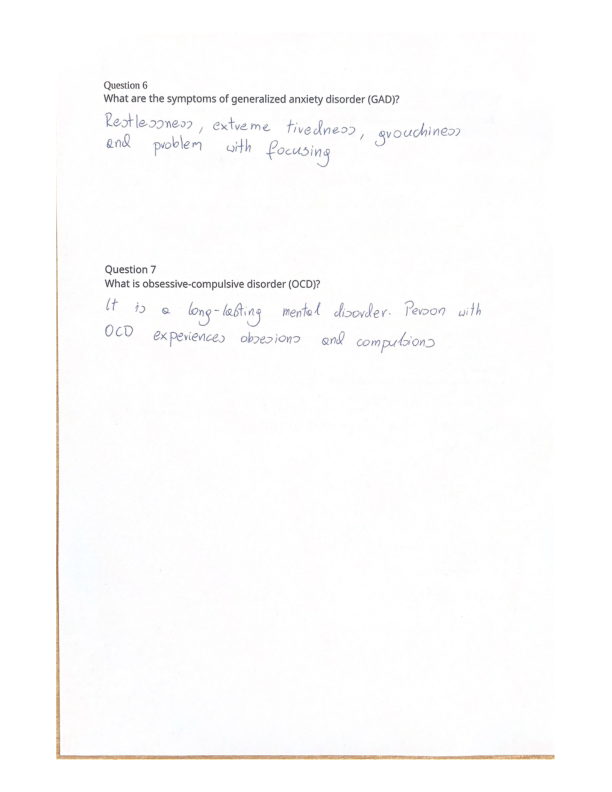 Question 6
What are the symptoms of generalized anxiety disorder (GAD)?
Restlessness, extreme tiredness, grouchiness
and problem with focusing
Question 7
What is obsessive-compulsive disorder (OCD)?
It is a long-lasting mental disorder. Person with
OCD experiences obsesions and compulsions